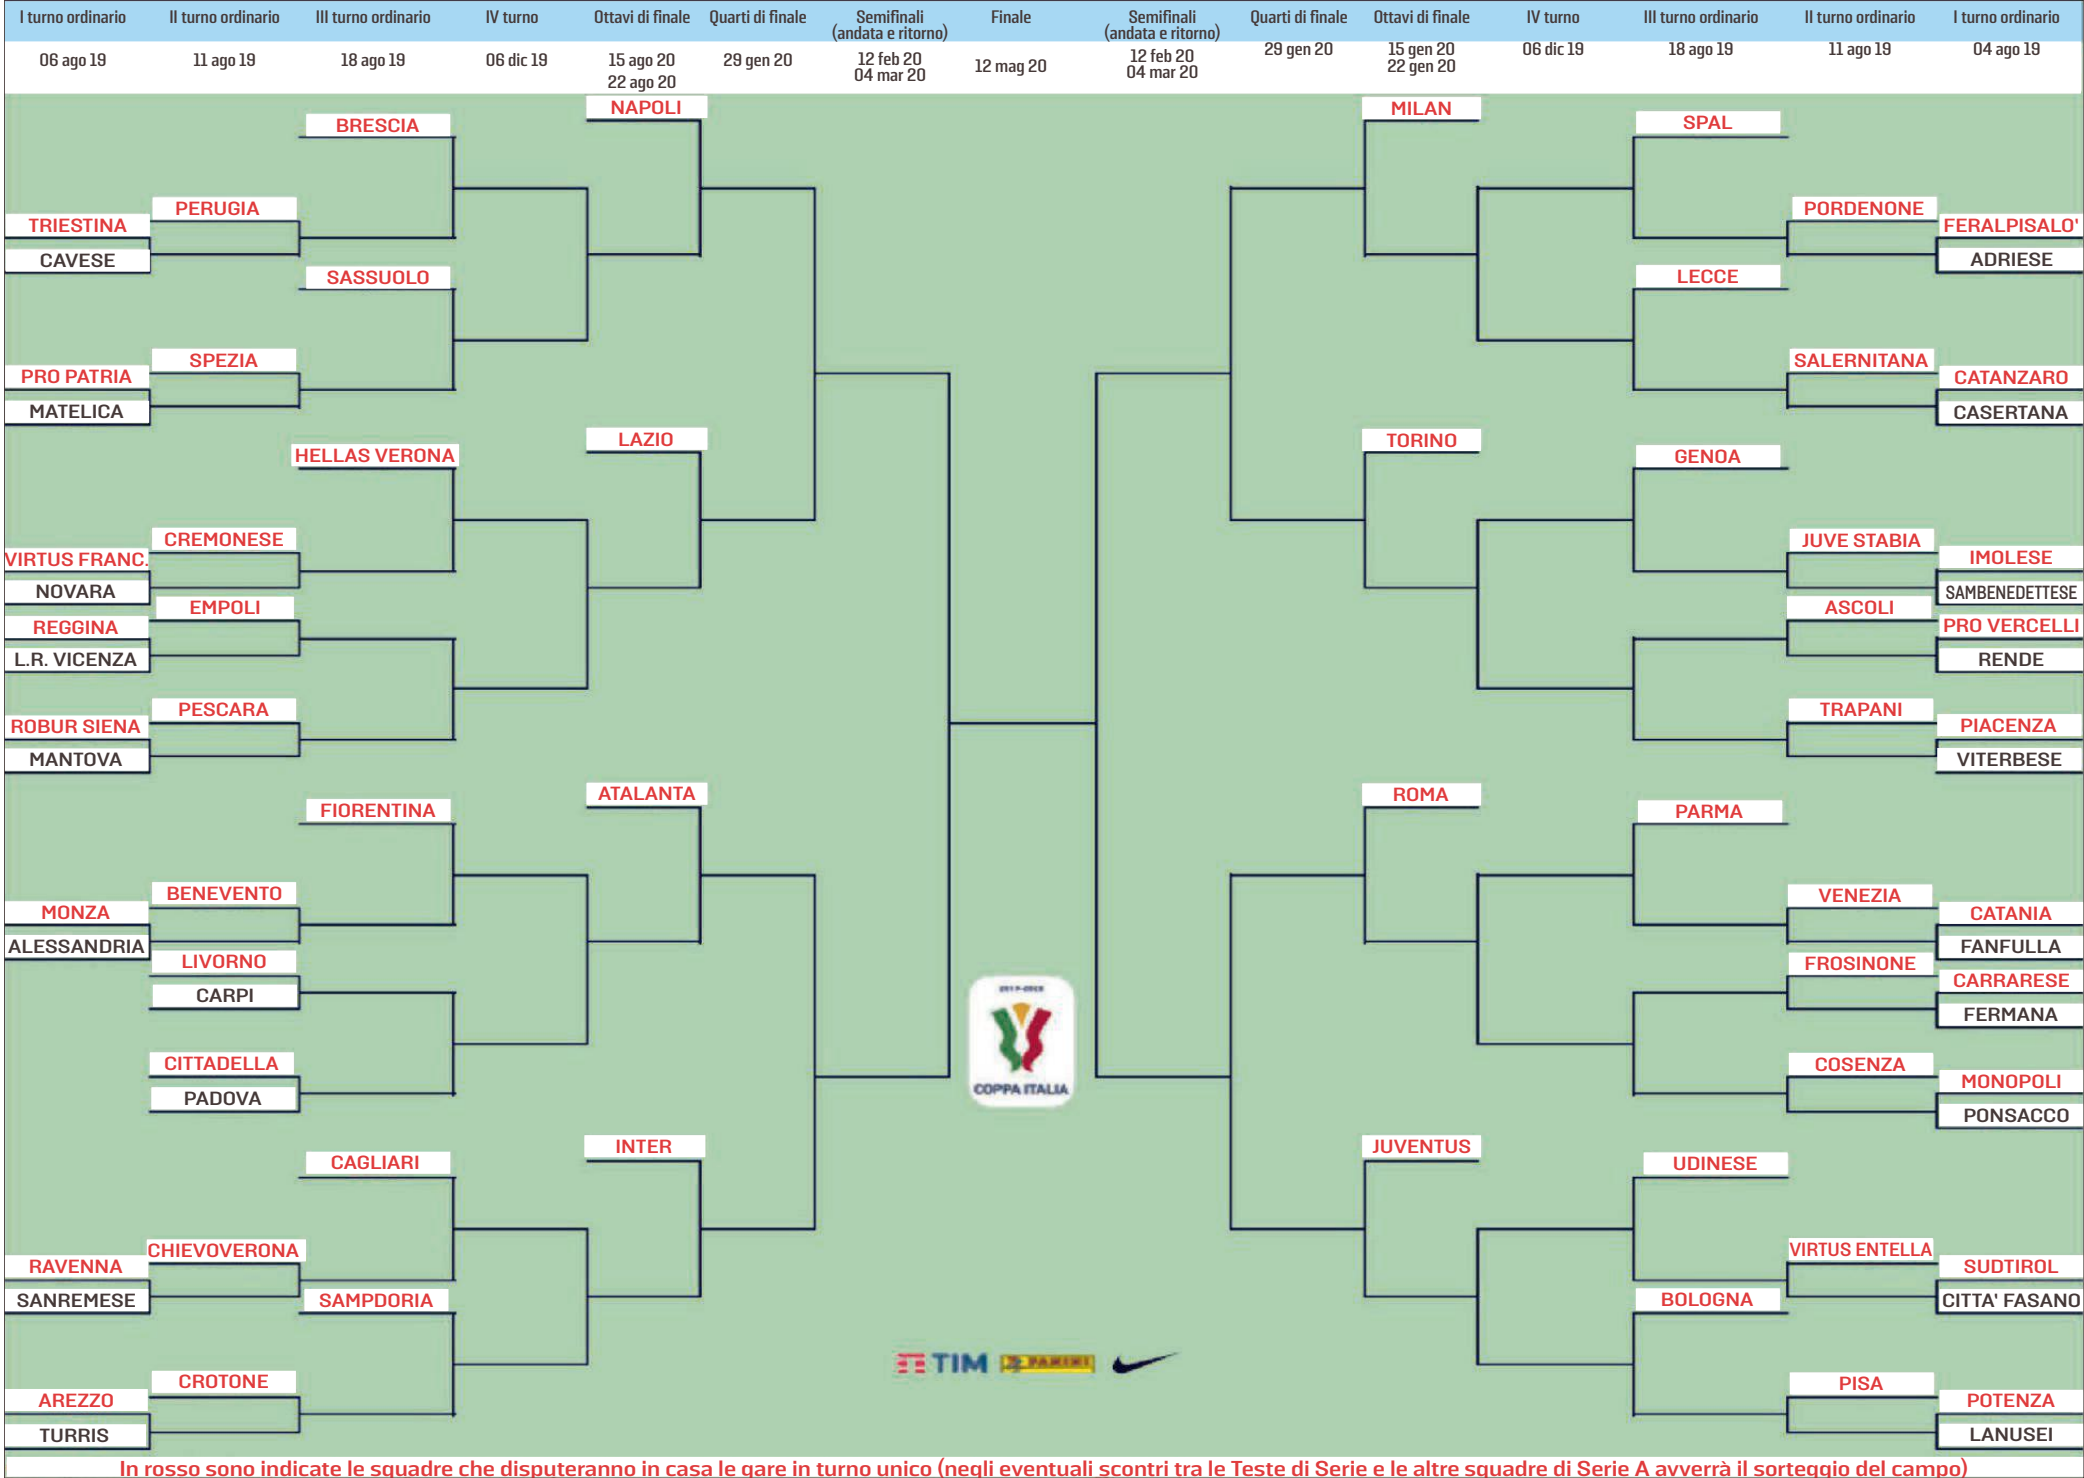 I turno ordinario II turno ordinario III turno ordinario IV turno Ottavi di finale Quarti di finale Semifinali (andata e ritorno) Finale Semifinali (andata e ritorno) Quarti di finale Ottavi di finale IV turno III turno ordinario II turno ordinario I turno ordinario
06 ago 19 11 ago 19 18 ago 19 06 dic 19 15 ago 20 22 ago 20 29 gen 20 12 feb 20 04 mar 20 12 mag 20 12 feb 20 04 mar 20 29 gen 20 15 gen 20 22 gen 20 06 dic 19 18 ago 19 11 ago 19 04 ago 19
TRIESTINA
CAVESE
PRO PATRIA
MATELICA
VIRTUS FRANC.
NOVARA
REGGINA
L.R. VICENZA
ROBUR SIENA
MANTOVA
MONZA
ALESSANDRIA
RAVENNA
SANREMESE
AREZZO
TURRIS
PERUGIA
SPEZIA
CREMONESE
EMPOLI
PESCARA
BENEVENTO
LIVORNO
CARPI
CITTADELLA
PADOVA
CHIEVOVERONA
CROTONE
BRESCIA
SASSUOLO
HELLAS VERONA
FIORENTINA
CAGLIARI
SAMPDORIA
NAPOLI
LAZIO
ATALANTA
INTER
2019-2020
COPPA ITALIA
TIM PANINI
MILAN
TORINO
ROMA
JUVENTUS
SPAL
LECCE
GENOA
PARMA
UDINESE
BOLOGNA
PORDENONE
SALERNITANA
JUVE STABIA
ASCOLI
TRAPANI
VENEZIA
FROSINONE
COSENZA
VIRTUS ENTELLA
PISA
FERALPISALO'
ADRIESE
CATANZARO
CASERTANA
IMOLESE
SAMBENEDETTESE
PRO VERCELLI
RENDE
PIACENZA
VITERBESE
CATANIA
FANFULLA
CARRARESE
FERMANA
MONOPOLI
PONSACCO
SUDTIROL
CITTA' FASANO
POTENZA
LANUSEI
In rosso sono indicate le squadre che disputeranno in casa le gare in turno unico (negli eventuali scontri tra le Teste di Serie e le altre squadre di Serie A avverrà il sorteggio del campo)